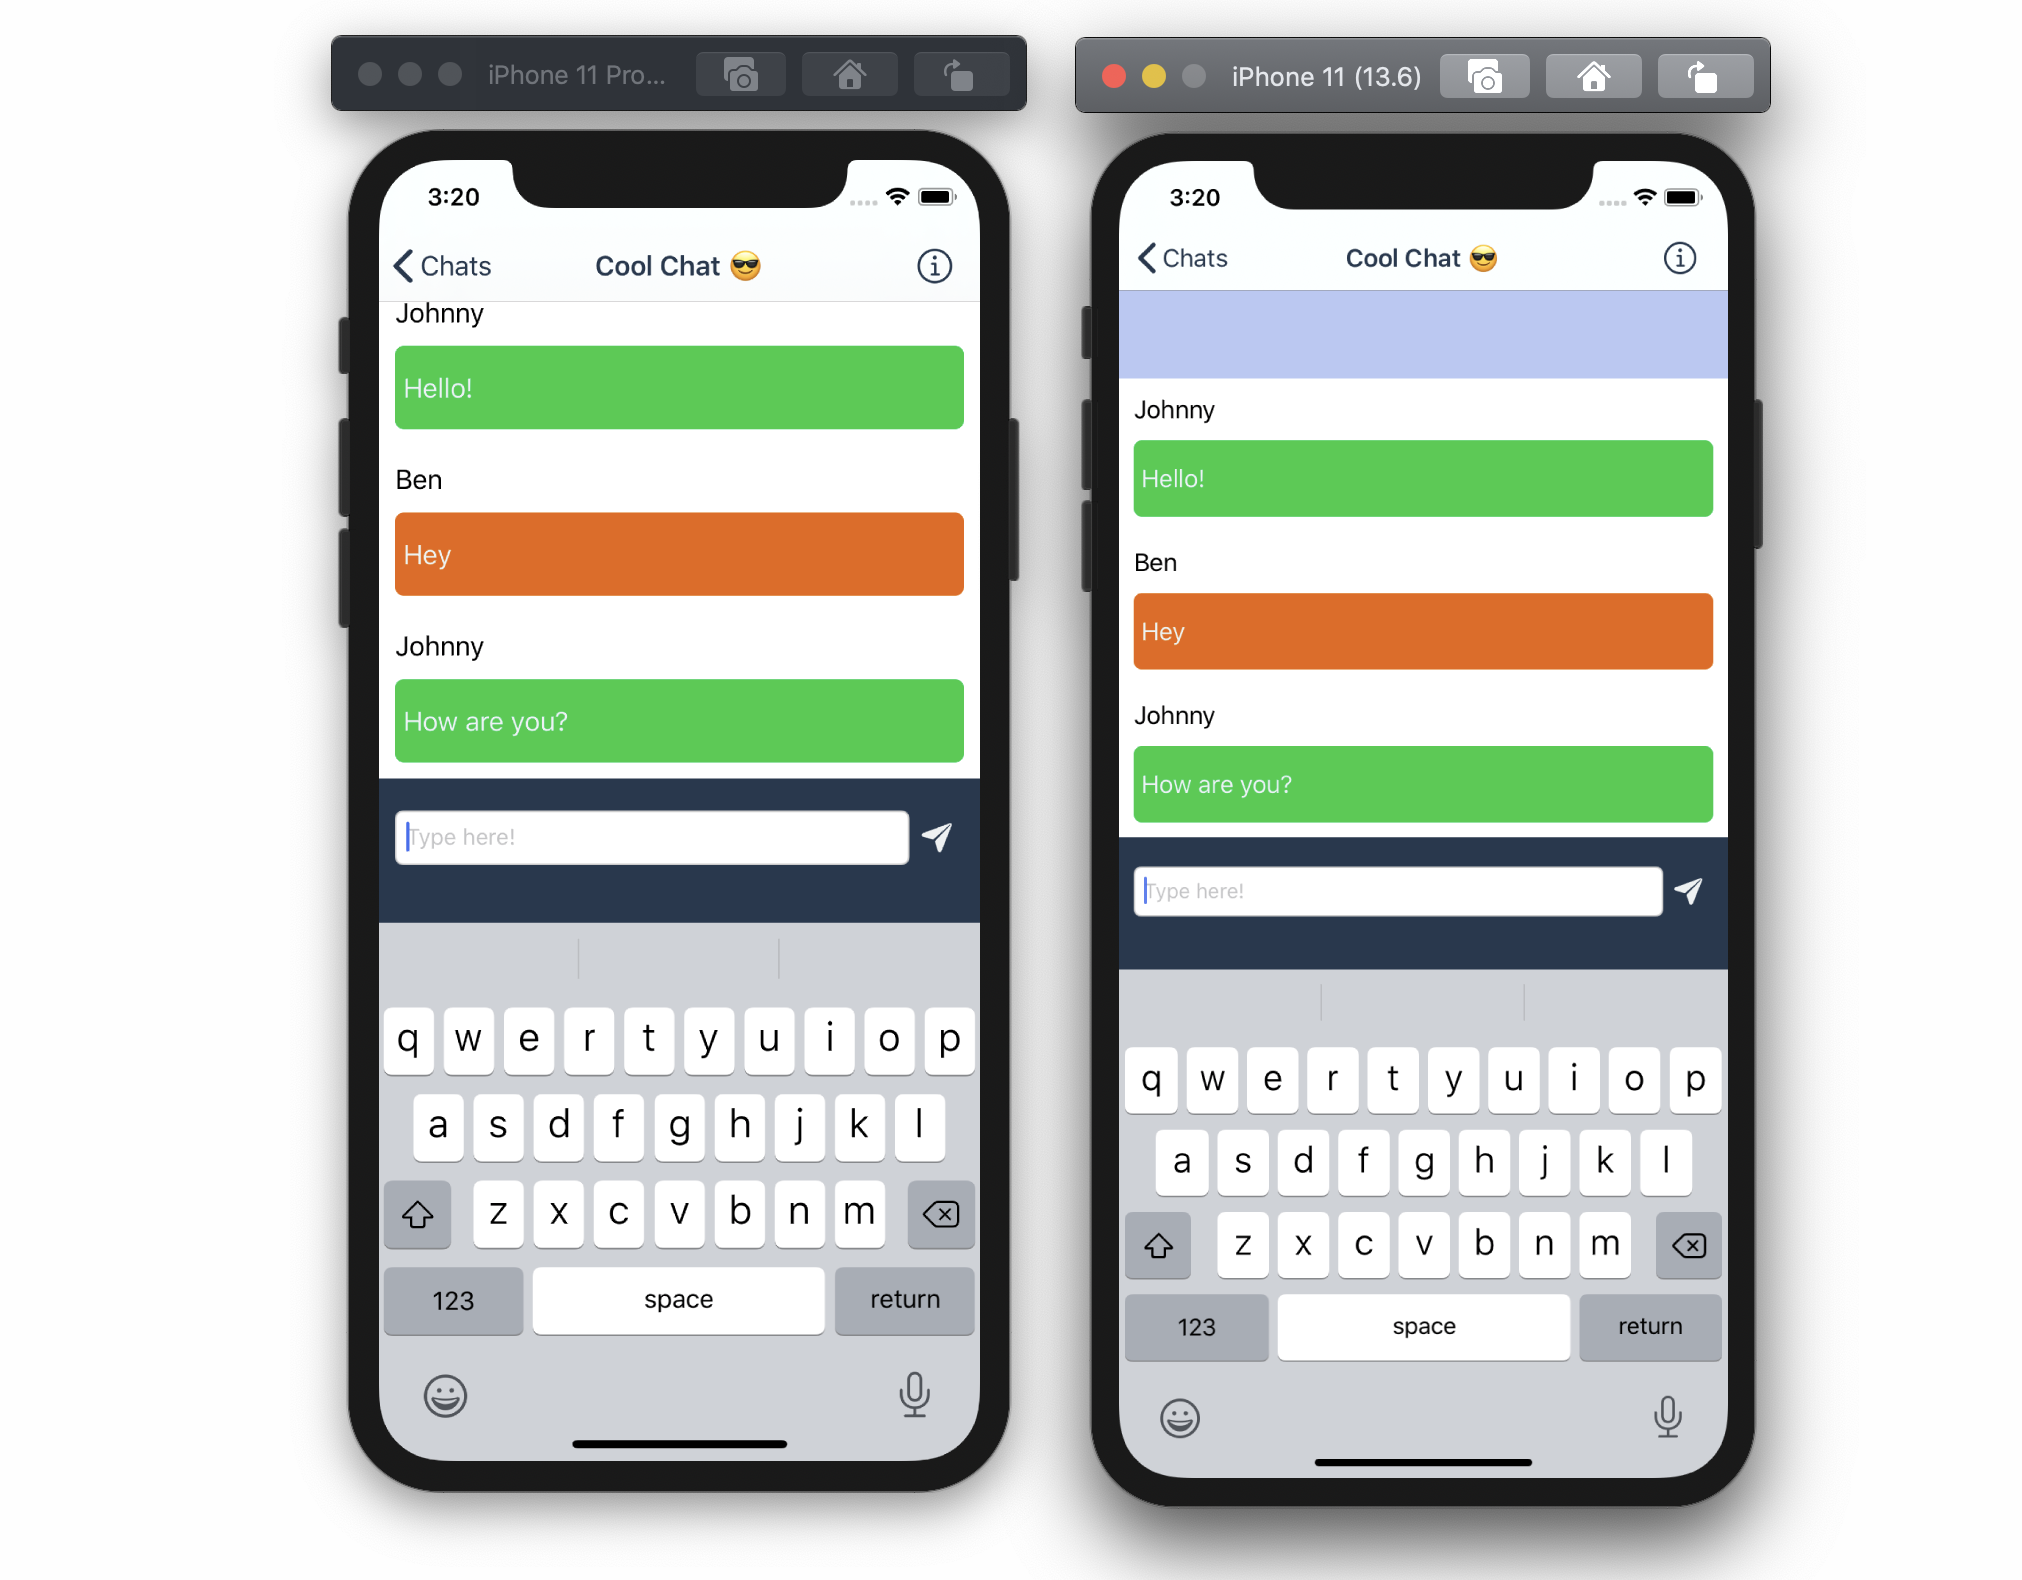 iPhone 11 Pro...
3:20
Chats
Cool Chat 😎
Johnny
Hello!
Ben
Hey
Johnny
How are you?
Type here!
q w e r t y u i o p
a s d f g h j k l
z x c v b n m
123 space return
iPhone 11 (13.6)
3:20
Chats
Cool Chat 😎
Johnny
Hello!
Ben
Hey
Johnny
How are you?
Type here!
q w e r t y u i o p
a s d f g h j k l
z x c v b n m
123 space return